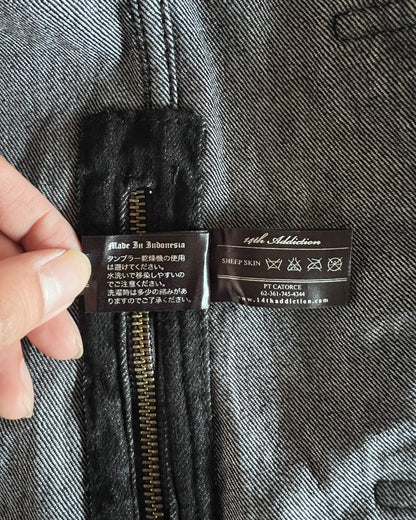 Made In Indonesia
タンブラー乾燥機の使用
は避けてください。
水洗いで移染しやすいの
でご注意ください。
洗濯時は多少の縮みがあ
りますのでご了承ください。
14th Addiction
SHEEP SKIN
PT CATORCE
62-361-745-4344
www.14thaddiction.com